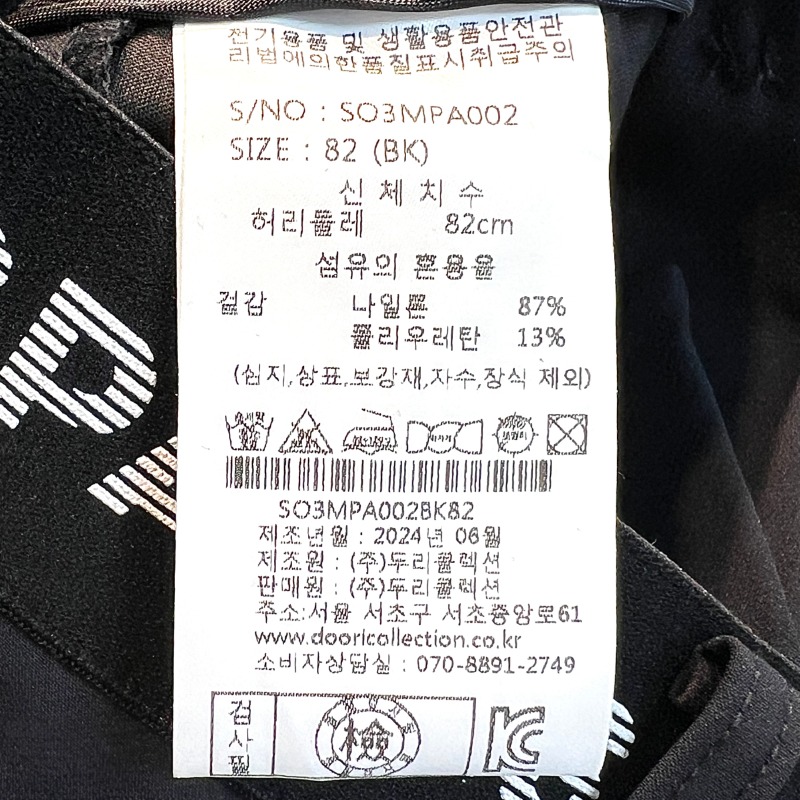 전기용품 및 생활용품안전관
리법에의한품질표시취급주의
S/NO : SO3MPA002
SIZE : 82 (BK)
신 체 치 수
허리둘레 82cm
섬유의 혼용율
겉감 나일론 87%
폴리우레탄 13%
(심지,상표,보강재,자수,장식 제외)
SO3MPA002BK82
제조년월 : 2024년 06월
제조원 : (주)두리콜렉션
판매원 : (주)두리콜렉션
주소:서울 서초구 서초중앙로61
www.dooricollection.co.kr
소비자상담실 : 070-8891-2749
검사필
檢
KC